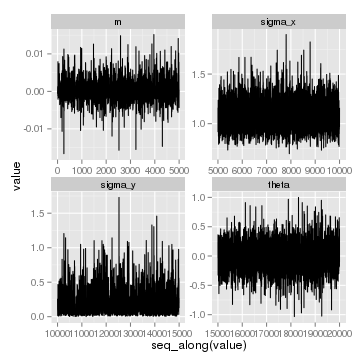 m
sigma_x
0.01
0.00
-0.01
1.5
1.0
0 1000 2000 3000 4000 5000
5000 6000 7000 8000 9000 10000
sigma_y
theta
1.5
1.0
0.5
0.0
1.0
0.5
0.0
-0.5
-1.0
10000 11000 12000 13000 14000 15000
15000 16000 17000 18000 19000 20000
value
seq_along(value)